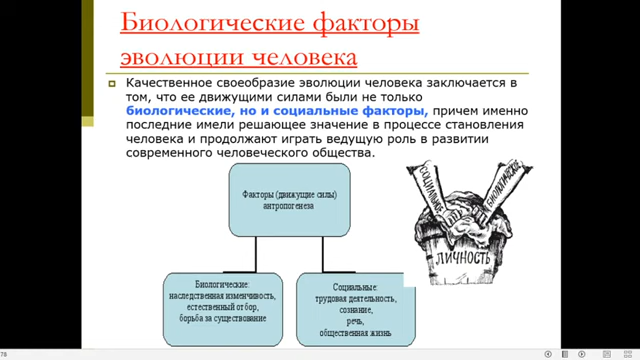 Биологические факторы
эволюции человека
Качественное своеобразие эволюции человека заключается в
том, что ее движущими силами были не только
биологические, но и социальные факторы, причем именно
последние имели решающее значение в процессе становления
человека и продолжают играть ведущую роль в развитии
современного человеческого общества.
Факторы (движущие силы)
антропогенеза
СОЦИАЛЬНОЕ
БИОЛОГИЧЕСКОЕ
ЛИЧНОСТЬ
Биологические:
наследственная изменчивость,
естественный отбор,
борьба за существование
Социальные:
трудовая деятельность,
сознание,
речь,
общественная жизнь
78